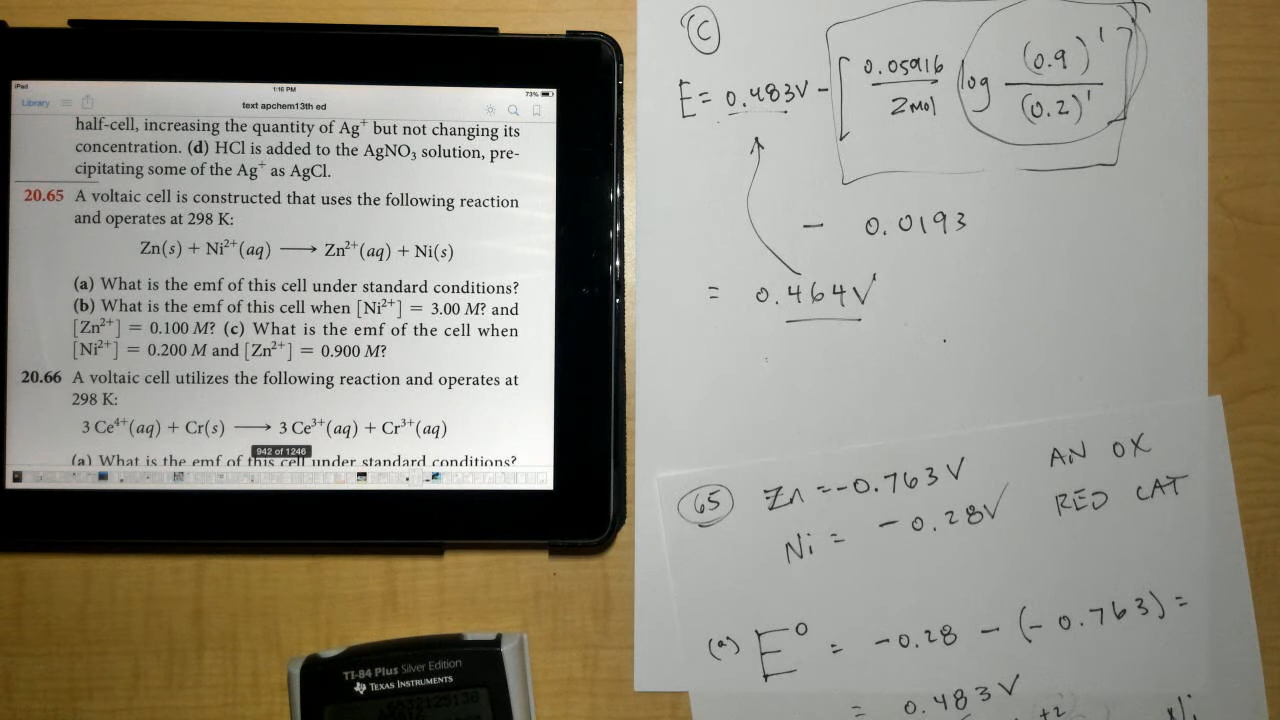 iPad
1:16 PM
73%
Library
text apchem13th ed
half-cell, increasing the quantity of Ag⁺ but not changing its
concentration. (d) HCl is added to the AgNO₃ solution, pre-
cipitating some of the Ag⁺ as AgCl.
20.65 A voltaic cell is constructed that uses the following reaction
and operates at 298 K:
Zn(s) + Ni²⁺(aq) ⟶ Zn²⁺(aq) + Ni(s)
(a) What is the emf of this cell under standard conditions?
(b) What is the emf of this cell when [Ni²⁺] = 3.00 M? and
[Zn²⁺] = 0.100 M? (c) What is the emf of the cell when
[Ni²⁺] = 0.200 M and [Zn²⁺] = 0.900 M?
20.66 A voltaic cell utilizes the following reaction and operates at
298 K:
3 Ce⁴⁺(aq) + Cr(s) ⟶ 3 Ce³⁺(aq) + Cr³⁺(aq)
942 of 1246
(a) What is the emf of this cell under standard conditions?
TI-84 Plus Silver Edition
TEXAS INSTRUMENTS
(c)
E = 0.483V - [0.05916/2mol log (0.9)¹/(0.2)¹]
- 0.0193
= 0.464V
65 Zn = -0.763V AN OX
Ni = -0.28V RED CAT
(a) E⁰ = -0.28 - (-0.763) =
= 0.483V
+2 Ni